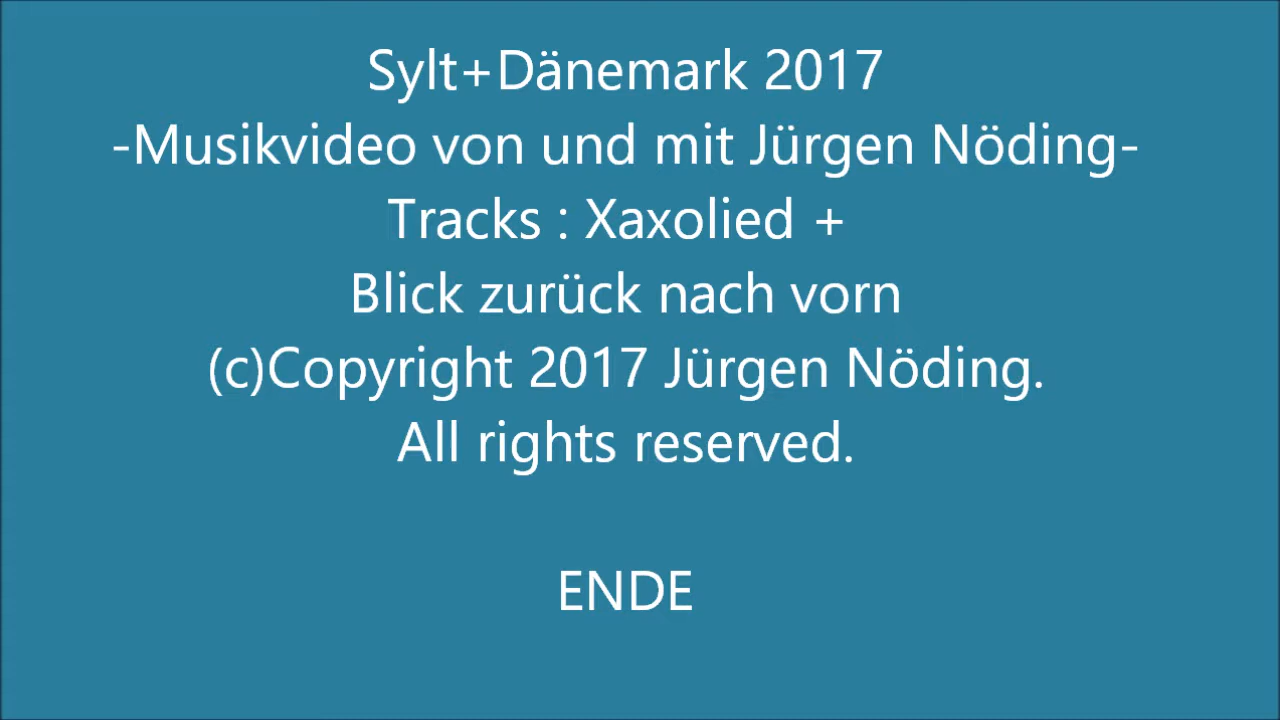 Sylt+Dänemark 2017
-Musikvideo von und mit Jürgen Nöding-
Tracks : Xaxolied +
Blick zurück nach vorn
(c)Copyright 2017 Jürgen Nöding.
All rights reserved.
ENDE